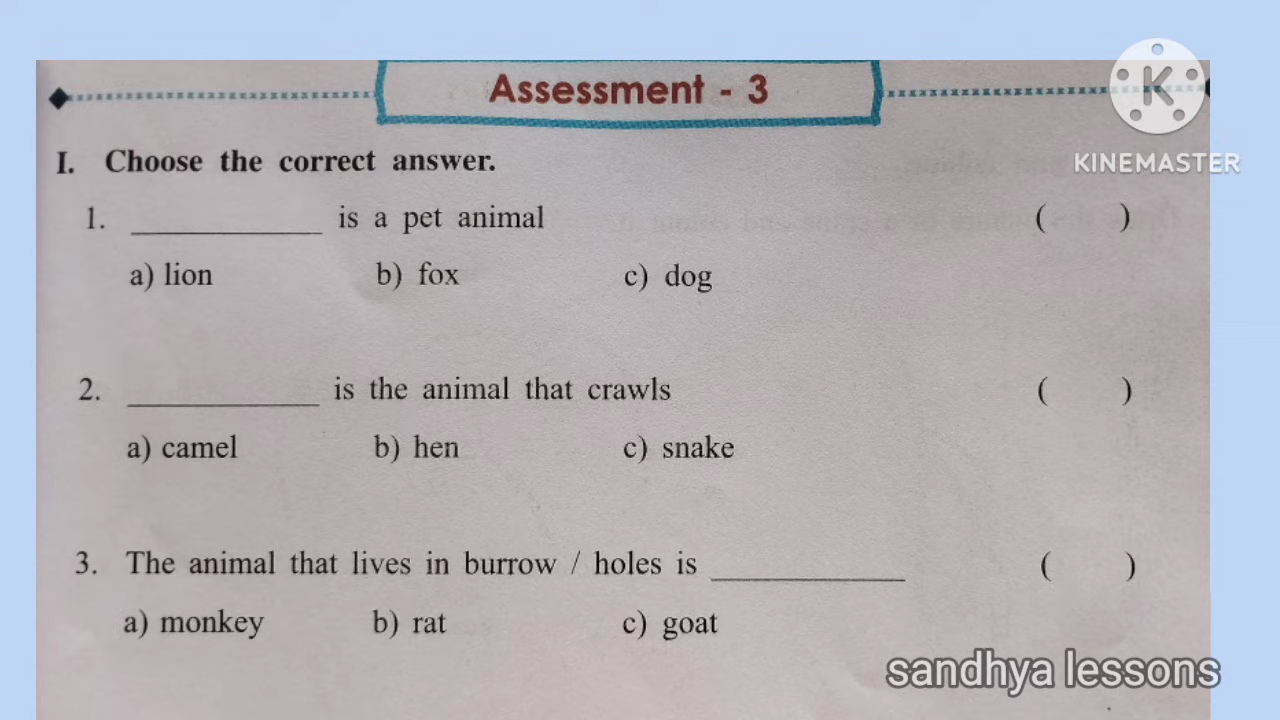 Assessment - 3
KINEMASTER
I. Choose the correct answer.
1. ____________ is a pet animal ( )
a) lion b) fox c) dog
2. ____________ is the animal that crawls ( )
a) camel b) hen c) snake
3. The animal that lives in burrow / holes is ____________ ( )
a) monkey b) rat c) goat
sandhya lessons